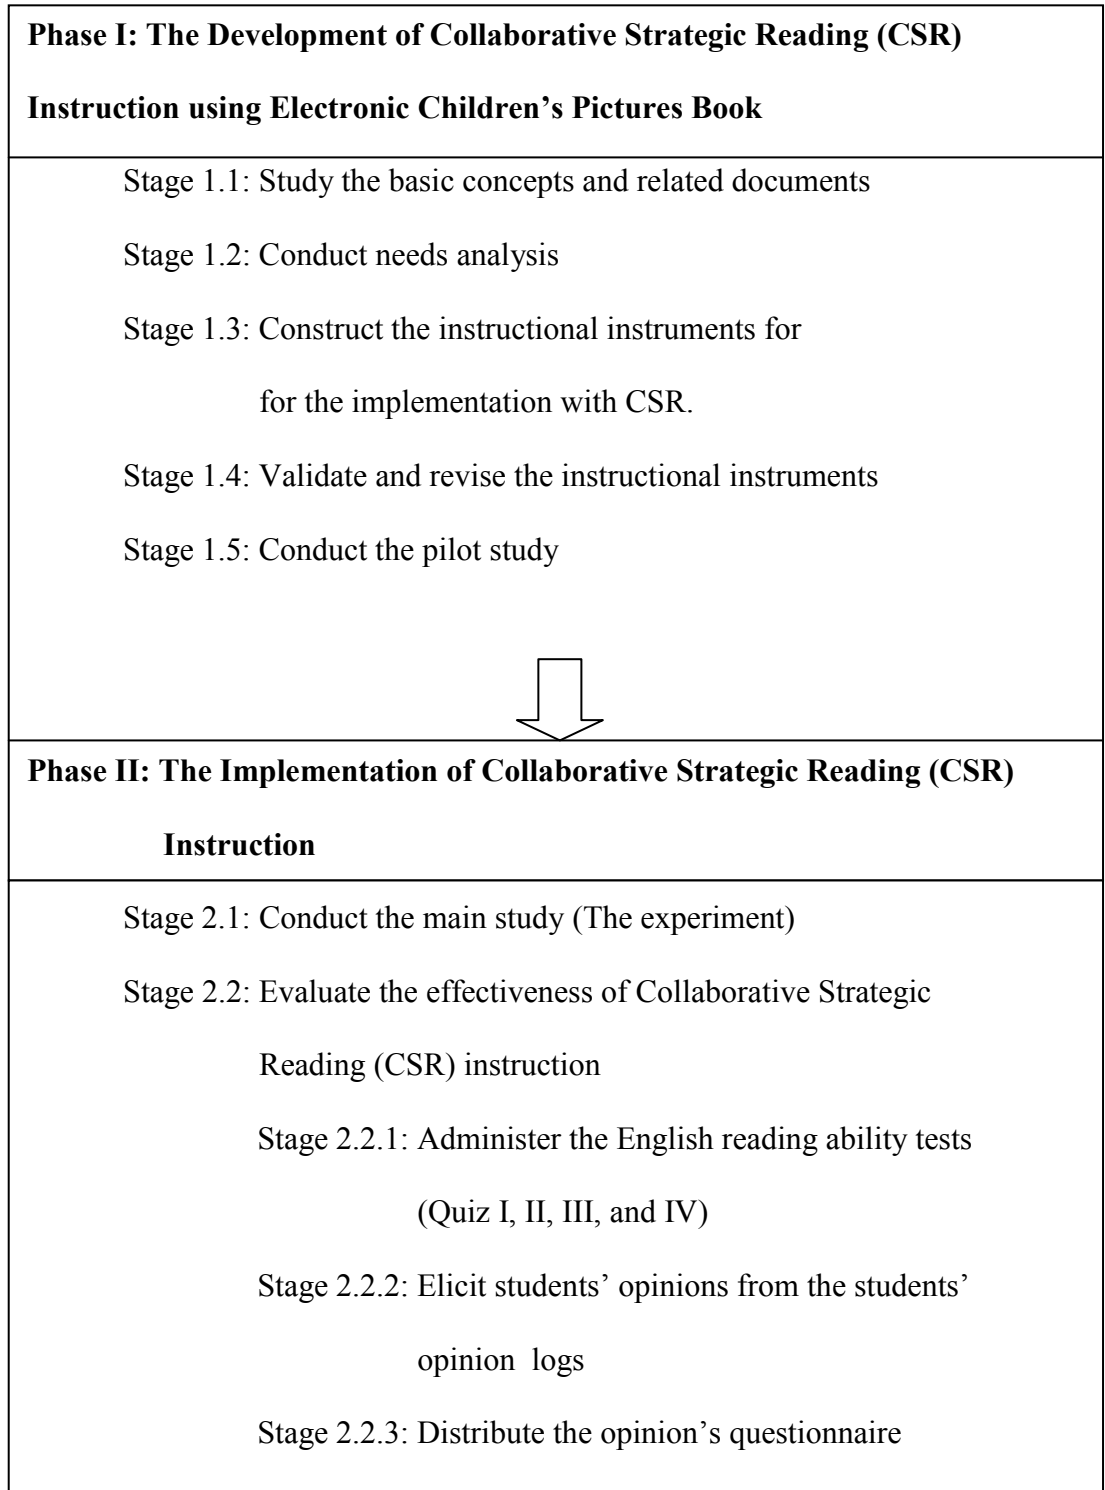 Phase I: The Development of Collaborative Strategic Reading (CSR)
Instruction using Electronic Children’s Pictures Book
Stage 1.1: Study the basic concepts and related documents
Stage 1.2: Conduct needs analysis
Stage 1.3: Construct the instructional instruments for
for the implementation with CSR.
Stage 1.4: Validate and revise the instructional instruments
Stage 1.5: Conduct the pilot study
Phase II: The Implementation of Collaborative Strategic Reading (CSR)
Instruction
Stage 2.1: Conduct the main study (The experiment)
Stage 2.2: Evaluate the effectiveness of Collaborative Strategic
Reading (CSR) instruction
Stage 2.2.1: Administer the English reading ability tests
(Quiz I, II, III, and IV)
Stage 2.2.2: Elicit students’ opinions from the students’
opinion logs
Stage 2.2.3: Distribute the opinion’s questionnaire